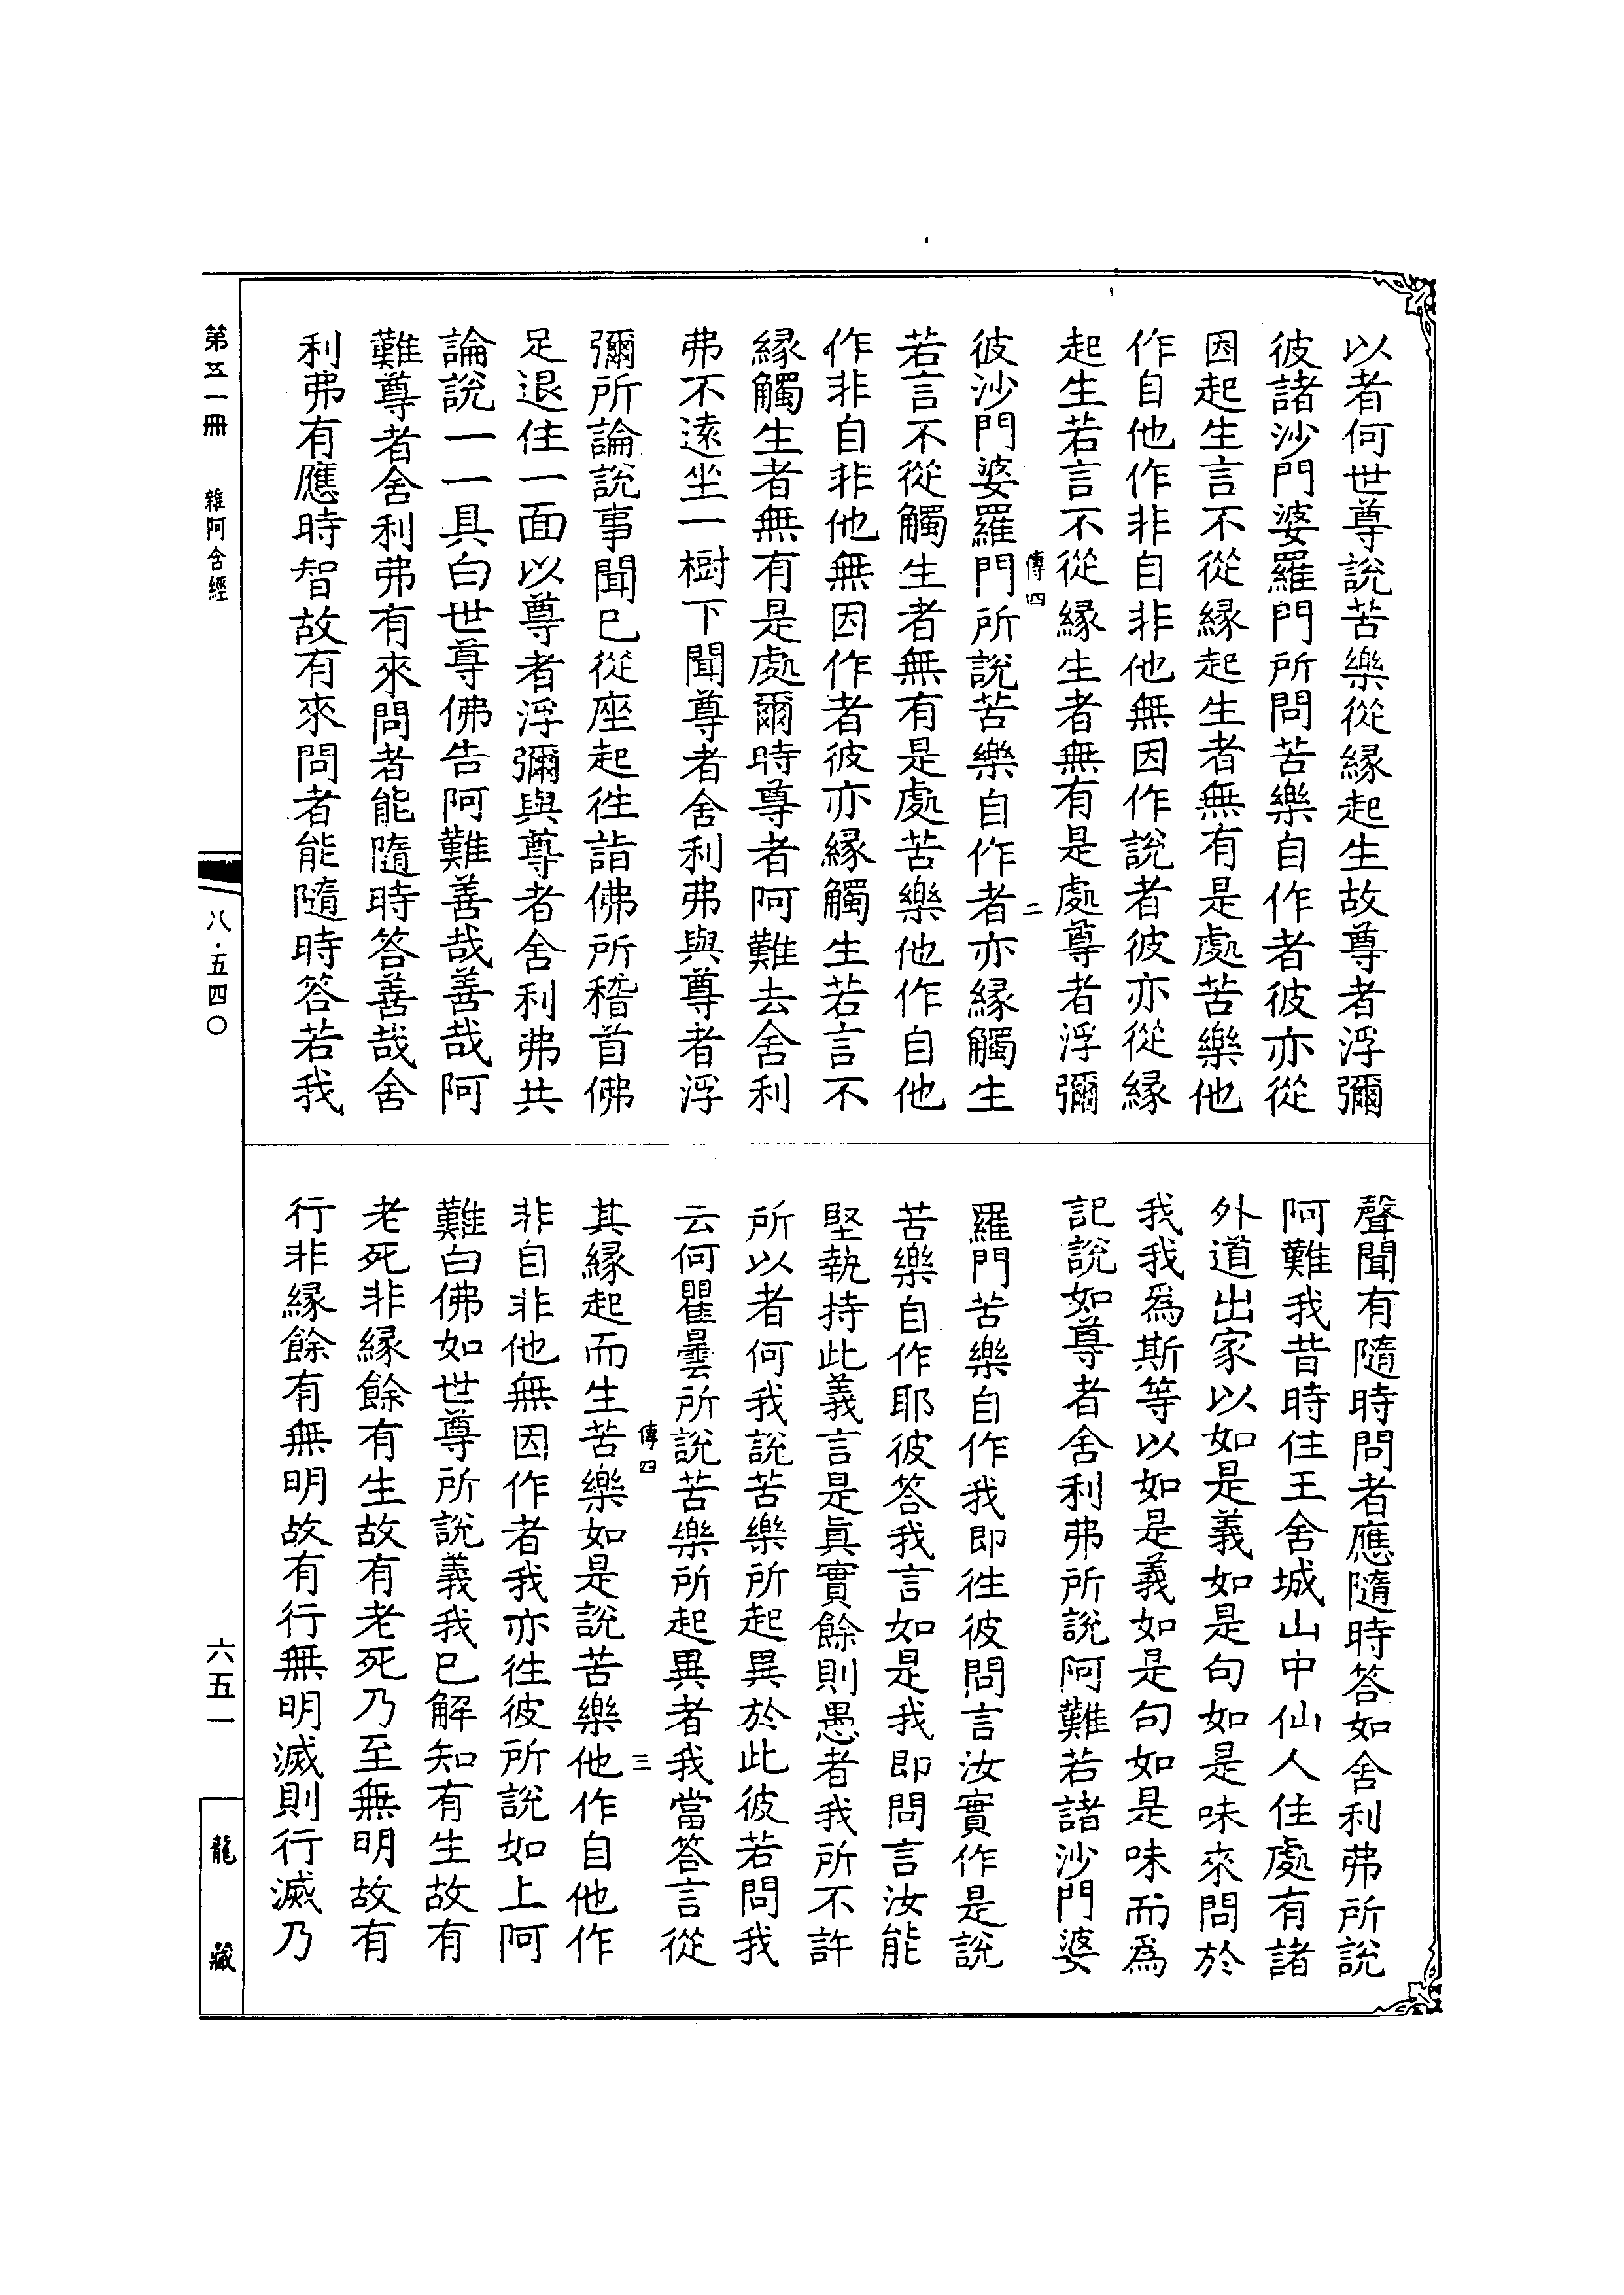 以者何世尊說苦樂從緣起生故尊者浮彌
彼諸沙門婆羅門所問苦樂自作者彼亦從
因起生言不從緣起生者無有是處苦樂他
作自他作非自非他無因作說者彼亦從緣
起生若言不從緣生者無有是處尊者浮彌
傳四
二
彼沙門婆羅門所說苦樂自作者亦緣觸生
若言不從觸生者無有是處苦樂他作自他
作非自非他無因作者彼亦緣觸生若言不
緣觸生者無有是處爾時尊者阿難去舍利
弗不遠坐一樹下聞尊者舍利弗與尊者浮
彌所論說事聞已從座起往詣佛所稽首佛
足退住一面以尊者浮彌與尊者舍利弗共
論說一一具白世尊佛告阿難善哉善哉阿
難尊者舍利弗有來問者能隨時答善哉舍
利弗有應時智故有來問者能隨時答若我
聲聞有隨時問者應隨時答如舍利弗所說
阿難我昔時住王舍城山中仙人住處有諸
外道出家以如是義如是句如是味來問於
我我為斯等以如是義如是句如是味而為
記說如尊者舍利弗所說阿難若諸沙門婆
羅門苦樂自作我即往彼問言汝實作是說
苦樂自作耶彼答我言如是我即問言汝能
堅執持此義言是真實餘則愚者我所不許
所以者何我說苦樂所起異於此彼若問我
云何瞿曇所說苦樂所起異者我當答言從
傳四
三
其緣起而生苦樂如是說苦樂他作自他作
非自非他無因作者我亦往彼所說如上阿
難白佛如世尊所說義我已解知有生故有
老死非緣餘有生故有老死乃至無明故有
行非緣餘有無明故有行無明滅則行滅乃
第五一冊
雜阿含經
八·五四〇
六五一
龍藏